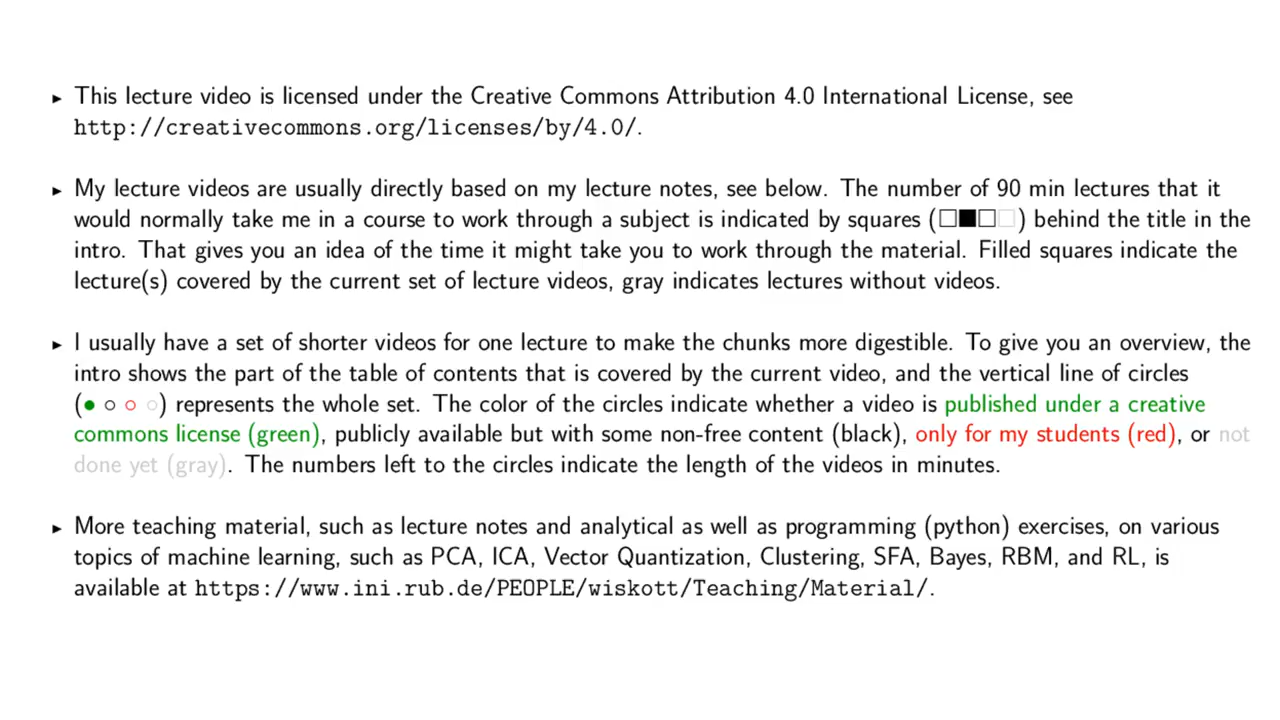 ▸ This lecture video is licensed under the Creative Commons Attribution 4.0 International License, see
http://creativecommons.org/licenses/by/4.0/.
▸ My lecture videos are usually directly based on my lecture notes, see below. The number of 90 min lectures that it
would normally take me in a course to work through a subject is indicated by squares (□■□□) behind the title in the
intro. That gives you an idea of the time it might take you to work through the material. Filled squares indicate the
lecture(s) covered by the current set of lecture videos, gray indicates lectures without videos.
▸ I usually have a set of shorter videos for one lecture to make the chunks more digestible. To give you an overview, the
intro shows the part of the table of contents that is covered by the current video, and the vertical line of circles
(● ○ ○ ○) represents the whole set. The color of the circles indicate whether a video is published under a creative
commons license (green), publicly available but with some non-free content (black), only for my students (red), or not
done yet (gray). The numbers left to the circles indicate the length of the videos in minutes.
▸ More teaching material, such as lecture notes and analytical as well as programming (python) exercises, on various
topics of machine learning, such as PCA, ICA, Vector Quantization, Clustering, SFA, Bayes, RBM, and RL, is
available at https://www.ini.rub.de/PEOPLE/wiskott/Teaching/Material/.